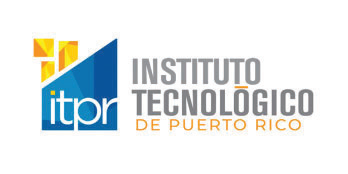 itpr
INSTITUTO
TECNOLÓGICO
DE PUERTO RICO